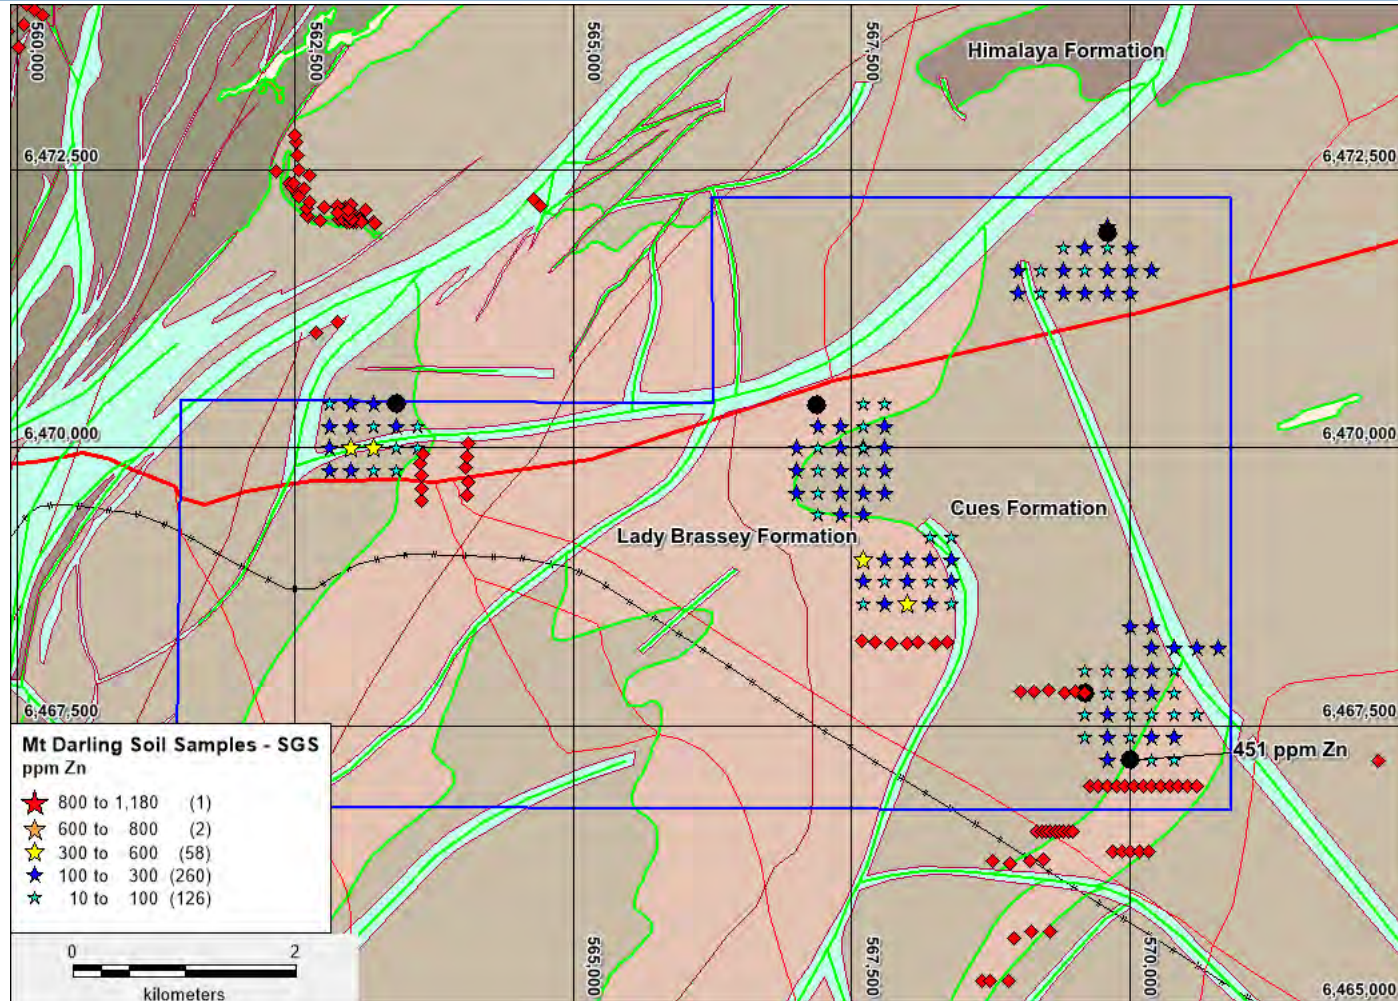 560,000
562,500
565,000
567,500
Himalaya Formation
6,472,500
6,472,500
6,470,000
6,470,000
Cues Formation
Lady Brassey Formation
6,467,500
6,467,500
451 ppm Zn
Mt Darling Soil Samples - SGS
ppm Zn
800 to 1,180 (1)
600 to 800 (2)
300 to 600 (58)
100 to 300 (260)
10 to 100 (126)
0 2
kilometers
565,000
567,500
570,000
6,465,000